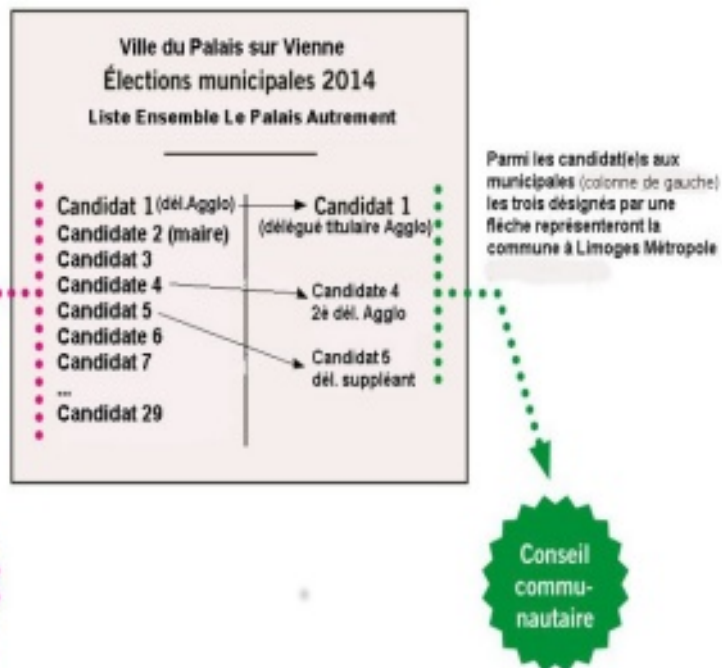 Ville du Palais sur Vienne
Élections municipales 2014
Liste Ensemble Le Palais Autrement
Candidat 1 (dél.Agglo)
Candidate 2 (maire)
Candidat 3
Candidate 4
Candidat 5
Candidate 6
Candidat 7
...
Candidat 29
Candidat 1
(délégué titulaire Agglo)
Candidate 4
2è dél. Agglo
Candidat 5
dél. suppléant
Parmi les candidat(e)s aux
municipales (colonne de gauche)
les trois désignés par une
flèche représenteront la
commune à Limoges Métropole
Conseil
commu-
nautaire